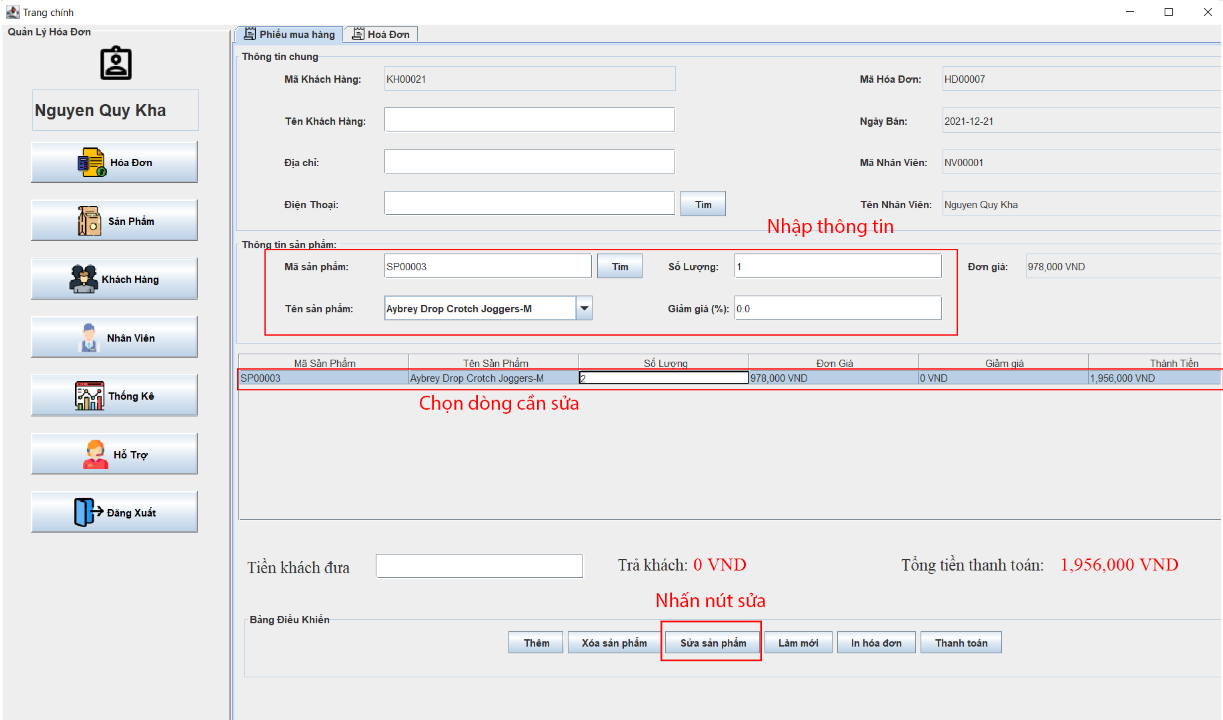 Trang chính
Quản Lý Hóa Đơn
Nguyen Quy Kha
Hóa Đơn
Sản Phẩm
Khách Hàng
Nhân Viên
Thống Kê
Hỗ Trợ
Đăng Xuất
Phiếu mua hàng
Hoá Đơn
Thông tin chung
Mã Khách Hàng: KH00021
Mã Hóa Đơn: HD00007
Tên Khách Hàng:
Ngày Bán: 2021-12-21
Địa chỉ:
Mã Nhân Viên: NV00001
Điện Thoại: Tìm
Tên Nhân Viên: Nguyen Quy Kha
Nhập thông tin
Thông tin sản phẩm:
Mã sản phẩm: SP00003 Tìm Số Lượng: 1 Đơn giá: 978,000 VND
Tên sản phẩm: Aybrey Drop Crotch Joggers-M Giảm giá (%): 0.0
Mã Sản Phẩm Tên Sản Phẩm Số Lượng Đơn Giá Giảm giá Thành Tiền
SP00003 Aybrey Drop Crotch Joggers-M 2 978,000 VND 0 VND 1,956,000 VND
Chọn dòng cần sửa
Tiền khách đưa Trả khách: 0 VND Tổng tiền thanh toán: 1,956,000 VND
Nhấn nút sửa
Bảng Điều Khiển
Thêm Xóa sản phẩm Sửa sản phẩm Làm mới In hóa đơn Thanh toán